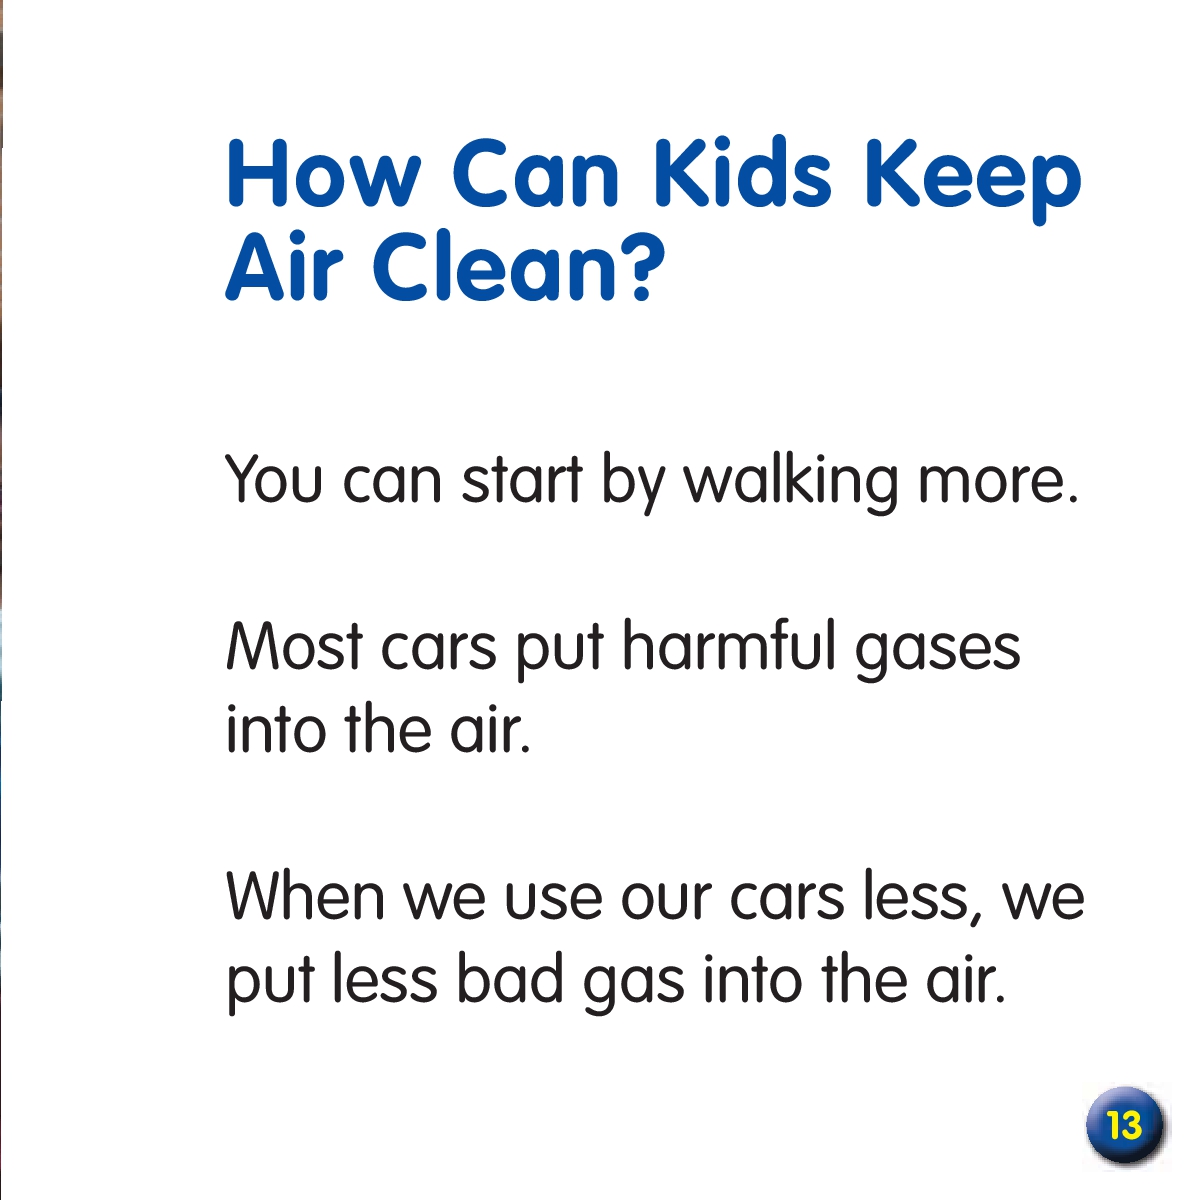 How Can Kids Keep
Air Clean?
You can start by walking more.
Most cars put harmful gases
into the air.
When we use our cars less, we
put less bad gas into the air.
13